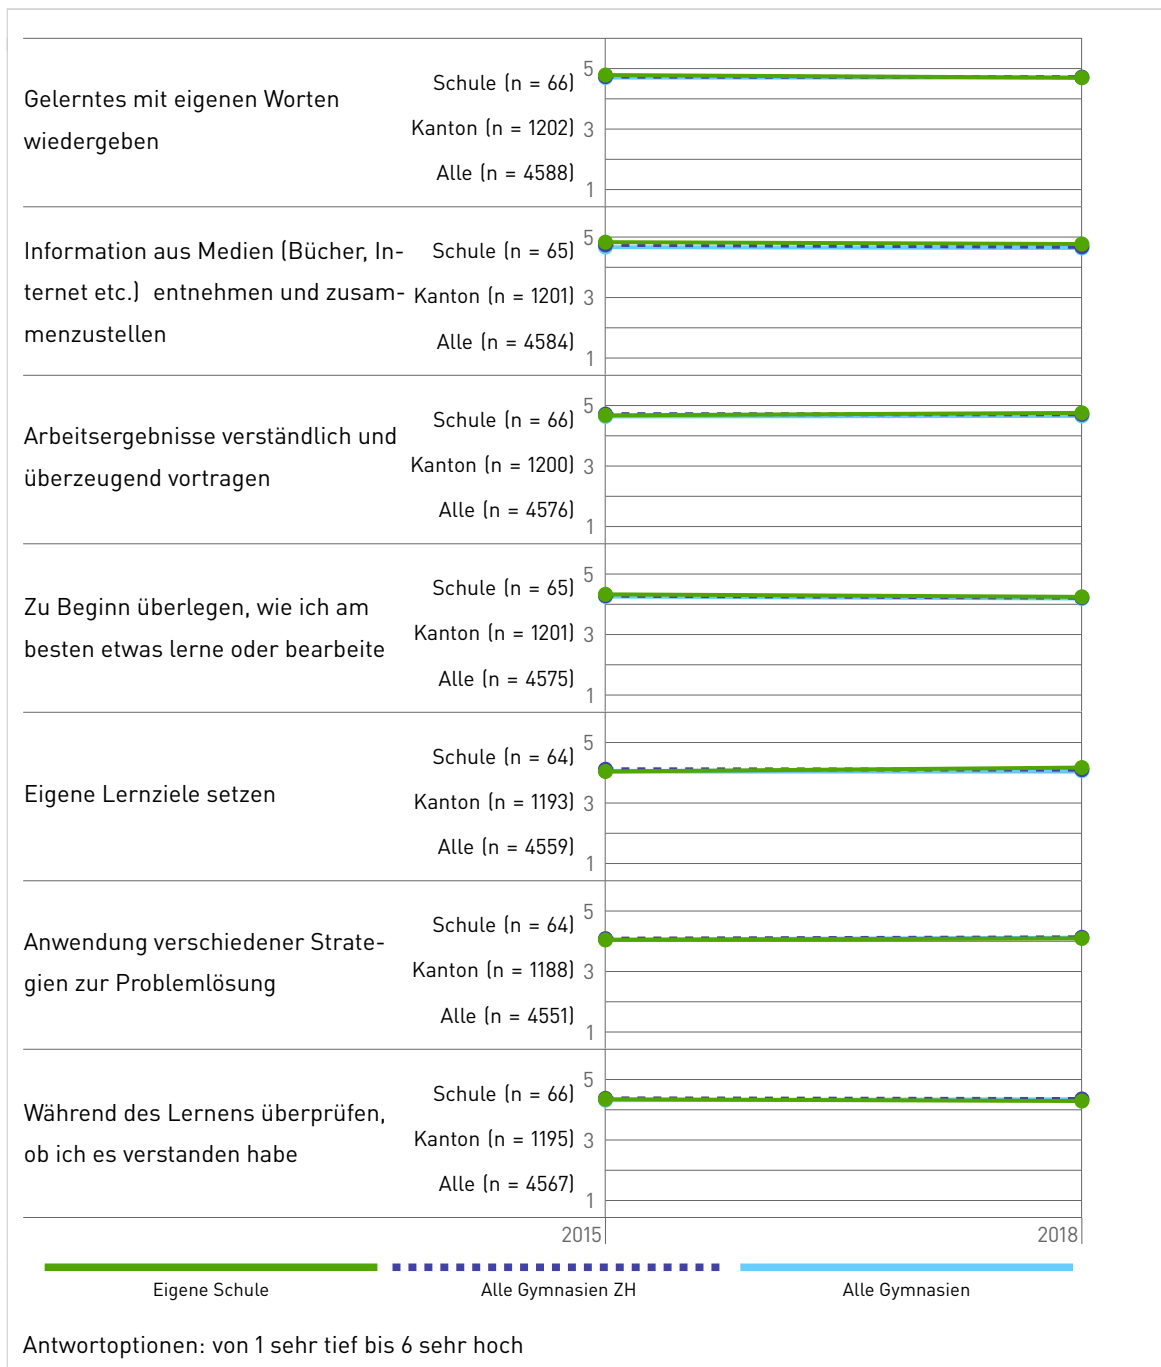 Gelerntes mit eigenen Worten
wiedergeben
Schule (n = 66)
Kanton (n = 1202)
Alle (n = 4588)
5
3
1
Information aus Medien (Bücher, In-
ternet etc.) entnehmen und zusam-
menzustellen
Schule (n = 65)
Kanton (n = 1201)
Alle (n = 4584)
5
3
1
Arbeitsergebnisse verständlich und
überzeugend vortragen
Schule (n = 66)
Kanton (n = 1200)
Alle (n = 4576)
5
3
1
Zu Beginn überlegen, wie ich am
besten etwas lerne oder bearbeite
Schule (n = 65)
Kanton (n = 1201)
Alle (n = 4575)
5
3
1
Eigene Lernziele setzen
Schule (n = 64)
Kanton (n = 1193)
Alle (n = 4559)
5
3
1
Anwendung verschiedener Strate-
gien zur Problemlösung
Schule (n = 64)
Kanton (n = 1188)
Alle (n = 4551)
5
3
1
Während des Lernens überprüfen,
ob ich es verstanden habe
Schule (n = 66)
Kanton (n = 1195)
Alle (n = 4567)
5
3
1
2015 2018
Eigene Schule Alle Gymnasien ZH Alle Gymnasien
Antwortoptionen: von 1 sehr tief bis 6 sehr hoch